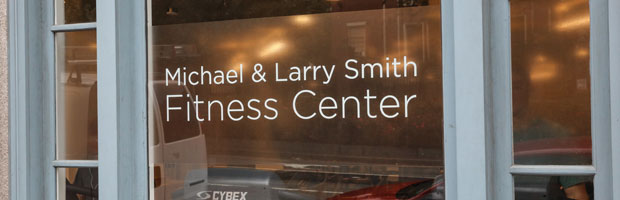 Michael & Larry Smith
Fitness Center
CYBEX